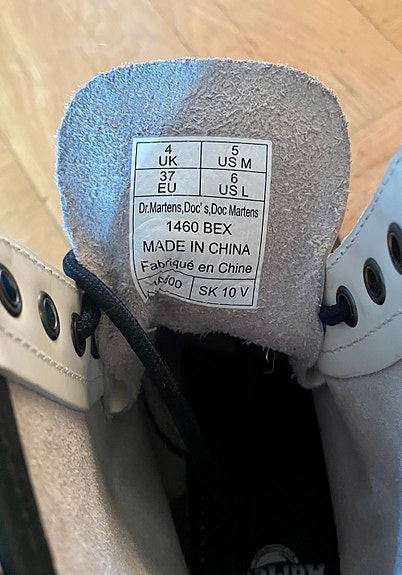 4 UK 5 US M
37 EU 6 US L
Dr.Martens,Doc's,Doc Martens
1460 BEX
MADE IN CHINA
Fabriqué en Chine
SK 10 V